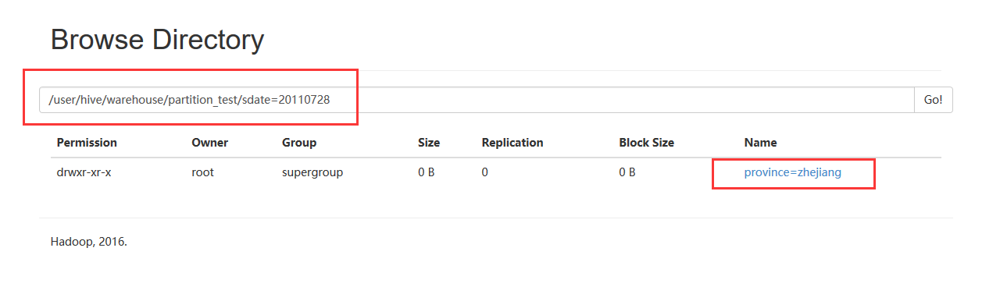 Browse Directory
/user/hive/warehouse/partition_test/sdate=20110728 Go!
Permission Owner Group Size Replication Block Size Name
drwxr-xr-x root supergroup 0 B 0 0 B province=zhejiang
Hadoop, 2016.